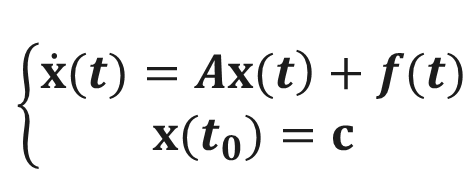 ẋ(t) = Ax(t) + f(t)
x(t₀) = c